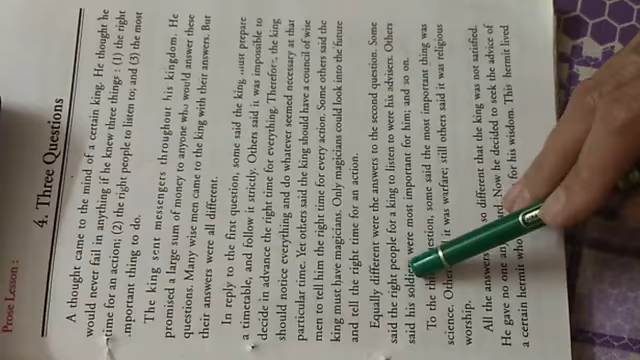 Prose Lesson :
4. Three Questions
A thought came to the mind of a certain king. He thought he
would never fail in anything if he knew three things : (1) the right
time for an action; (2) the right people to listen to; and (3) the most
important thing to do.
The king sent messengers throughout his kingdom. He
promised a large sum of money to anyone who would answer these
questions. Many wise men came to the king with their answers. But
their answers were all different.
In reply to the first question, some said the king must prepare
a timetable, and follow it strictly. Others said it was impossible to
decide in advance the right time for everything. Therefore, the king
should notice everything and do whatever seemed necessary at that
particular time. Yet others said the king should have a council of wise
men to tell him the right time for every action. Some others said the
king must have magicians. Only magicians could look into the future
and tell the right time for an action.
Equally different were the answers to the second question. Some
said the right people for a king to listen to were his advisers. Others
said his soldiers were most important for him; and so on.
To the question, some said the most important thing was
science. it was warfare; still others said it was religious
worship.
All the answers so different that the king was not satisfied.
He gave no one Now he decided to seek the advice of
a certain hermit who for his wisdom. This hermit lived